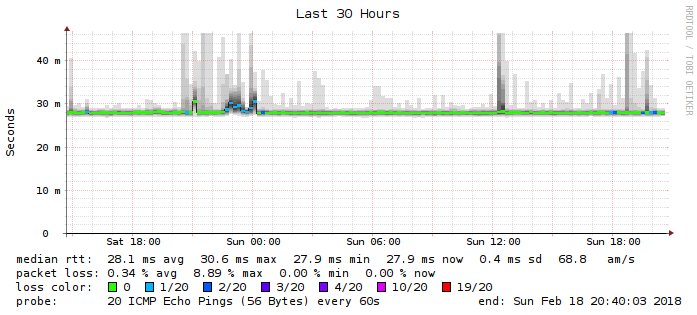 Last 30 Hours
RRDTOOL / TOBI OETIKER
Seconds
40 m
30 m
20 m
10 m
0
Sat 18:00 Sun 00:00 Sun 06:00 Sun 12:00 Sun 18:00
median rtt: 28.1 ms avg 30.6 ms max 27.9 ms min 27.9 ms now 0.4 ms sd 68.8 am/s
packet loss: 0.34 % avg 8.89 % max 0.00 % min 0.00 % now
loss color: 0 1/20 2/20 3/20 4/20 10/20 19/20
probe: 20 ICMP Echo Pings (56 Bytes) every 60s end: Sun Feb 18 20:40:03 2018